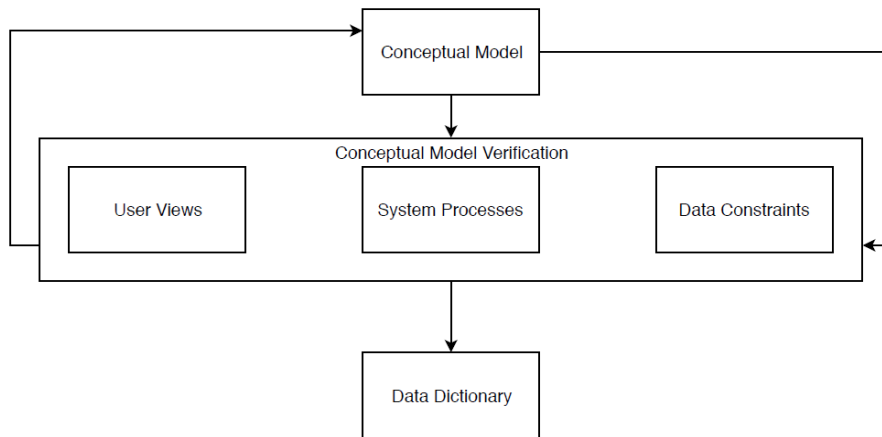 Conceptual Model
Conceptual Model Verification
User Views
System Processes
Data Constraints
Data Dictionary